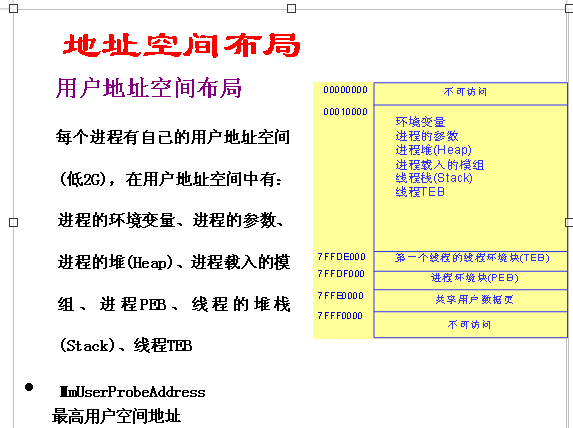 地址空间布局
用户地址空间布局
每个进程有自己的用户地址空间
(低2G)，在用户地址空间中有：
进程的环境变量、进程的参数、
进程的堆(Heap)、进程载入的模
组、进程PEB、线程的堆栈
(Stack)、线程TEB
● MmUserProbeAddress
最高用户空间地址
00000000 不可访问
00010000
环境变量
进程的参数
进程堆(Heap)
进程载入的模组
线程栈(Stack)
线程TEB
7FFDE000 第一个线程的线程环境块(TEB)
7FFDF000 进程环境块(PEB)
7FFE0000 共享用户数据页
7FFF0000 不可访问